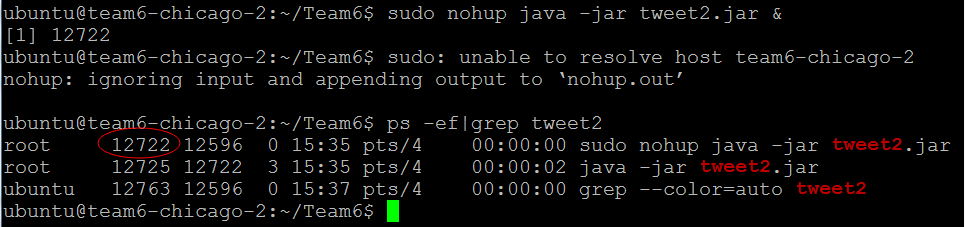 ubuntu@team6-chicago-2:~/Team6$ sudo nohup java -jar tweet2.jar &
[1] 12722
ubuntu@team6-chicago-2:~/Team6$ sudo: unable to resolve host team6-chicago-2
nohup: ignoring input and appending output to ‘nohup.out’
ubuntu@team6-chicago-2:~/Team6$ ps -ef|grep tweet2
root     12722 12596  0 15:35 pts/4    00:00:00 sudo nohup java -jar tweet2.jar
root     12725 12722  3 15:35 pts/4    00:00:02 java -jar tweet2.jar
ubuntu   12763 12596  0 15:37 pts/4    00:00:00 grep --color=auto tweet2
ubuntu@team6-chicago-2:~/Team6$